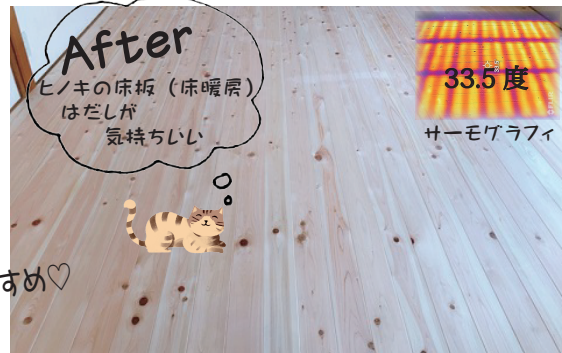 After
ヒノキの床板（床暖房）
はだしが
気持ちいい
33.5 度
サーモグラフィ
すめ♡